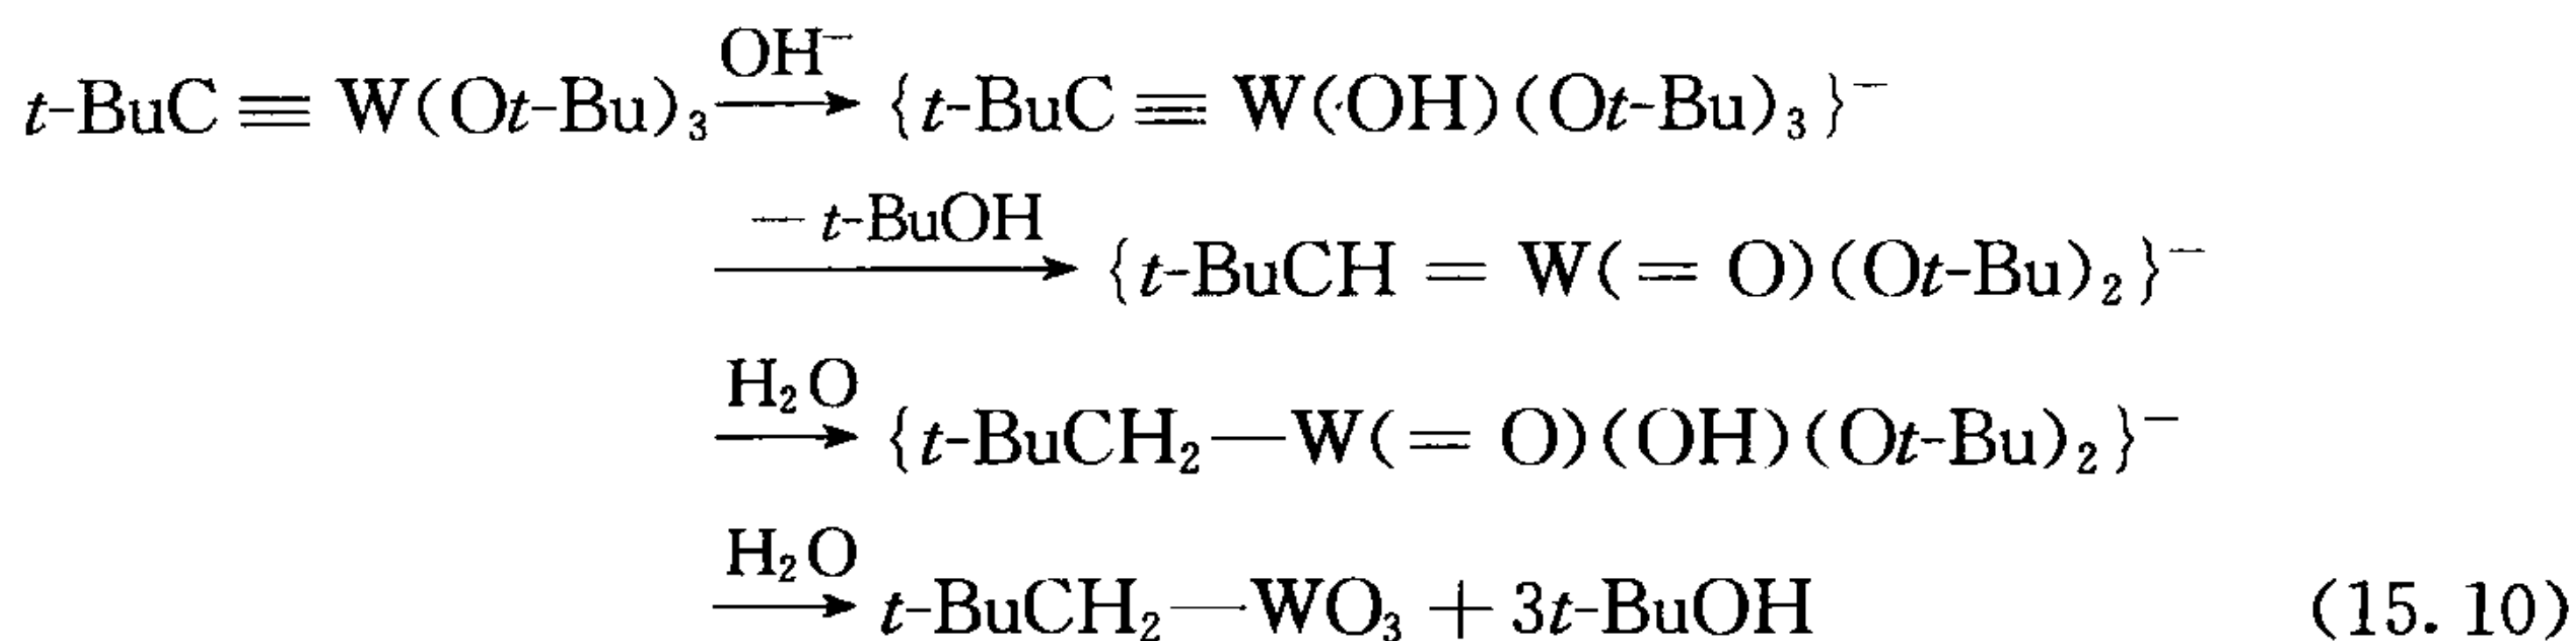 OH⁻
t-BuC≡W(Ot-Bu)₃ → {t-BuC≡W(OH)(Ot-Bu)₃}⁻
— t-BuOH
→ {t-BuCH=W(=O)(Ot-Bu)₂}⁻
H₂O
→ {t-BuCH₂—W(=O)(OH)(Ot-Bu)₂}⁻
H₂O
→ t-BuCH₂—WO₃ + 3t-BuOH (15.10)